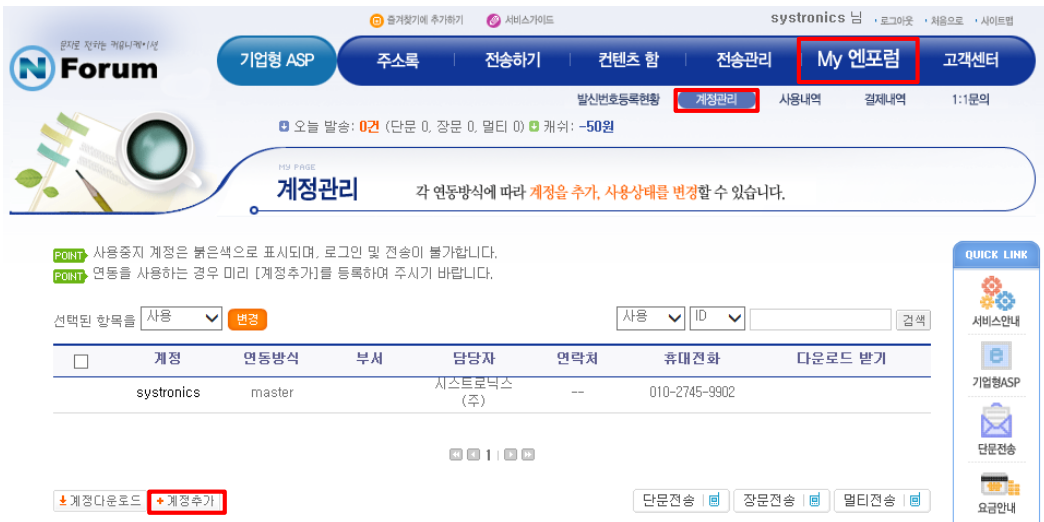 즐겨찾기에 추가하기 서비스가이드 systronics 님 로그아웃 처음으로 사이트맵
문자로 전하는 커뮤니케이션
N Forum
기업형 ASP 주소록 전송하기 컨텐츠 함 전송관리 My 엔포럼 고객센터
발신번호등록현황 계정관리 사용내역 결제내역 1:1문의
오늘 발송: 0건 (단문 0, 장문 0, 멀티 0) 캐쉬: -50원
MY PAGE
계정관리 각 연동방식에 따라 계정을 추가, 사용상태를 변경할 수 있습니다.
POINT 사용중지 계정은 붉은색으로 표시되며, 로그인 및 전송이 불가합니다.
POINT 연동을 사용하는 경우 미리 [계정추가]를 등록하여 주시기 바랍니다.
QUICK LINK
선택된 항목을 사용 변경 사용 ID 검색
서비스안내
계정 연동방식 부서 담당자 연락처 휴대전화 다운로드 받기
systronics master 시스트로닉스 -- 010-2745-9902
(주)
기업형ASP
단문전송
1
계정다운로드 +계정추가 단문전송 장문전송 멀티전송
요금안내